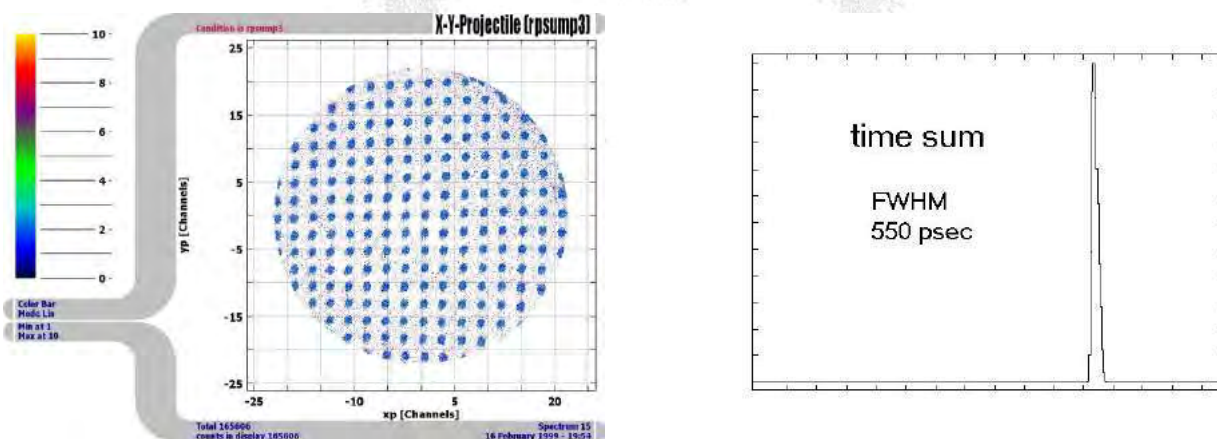 10
8
6
4
2
0
Color Bar
Mode Lin
Min at 1
Max at 10
Condition is rpsump3
X-Y-Projectile (rpsump3)
25
15
5
-5
-15
-25
yp [Channels]
-25
-10
5
20
xp [Channels]
Total 165606
counts in display 165606
Spectrum 15
16 February 1999 - 19:54
time sum
FWHM
550 psec